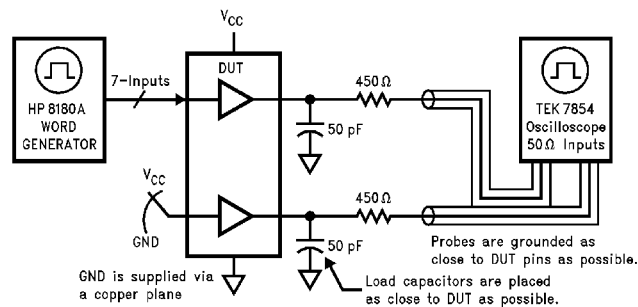 VCC
DUT
7-Inputs
HP 8180A
WORD
GENERATOR
450Ω
50 pF
TEK 7854
Oscilloscope
50Ω Inputs
VCC
GND
450Ω
50 pF
Probes are grounded as
close to DUT pins as possible.
GND is supplied via
a copper plane
Load capacitors are placed
as close to DUT as possible.